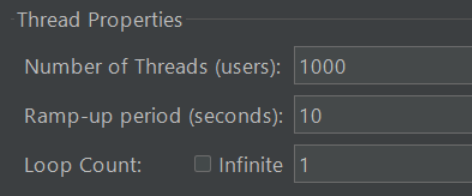 Thread Properties
Number of Threads (users): 1000
Ramp-up period (seconds): 10
Loop Count: Infinite 1